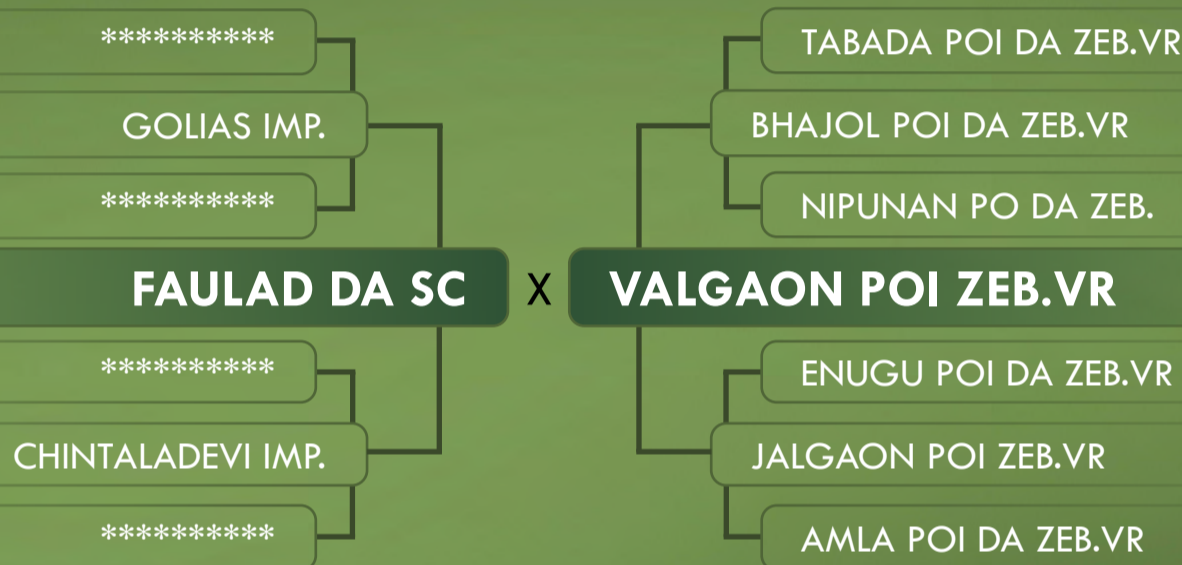 **********
GOLIAS IMP.
**********
FAULAD DA SC
**********
CHINTALADEVI IMP.
**********
X
TABADA POI DA ZEB.VR
BHAJOL POI DA ZEB.VR
NIPUNAN PO DA ZEB.
VALGAON POI ZEB.VR
ENUGU POI DA ZEB.VR
JALGAON POI ZEB.VR
AMLA POI DA ZEB.VR